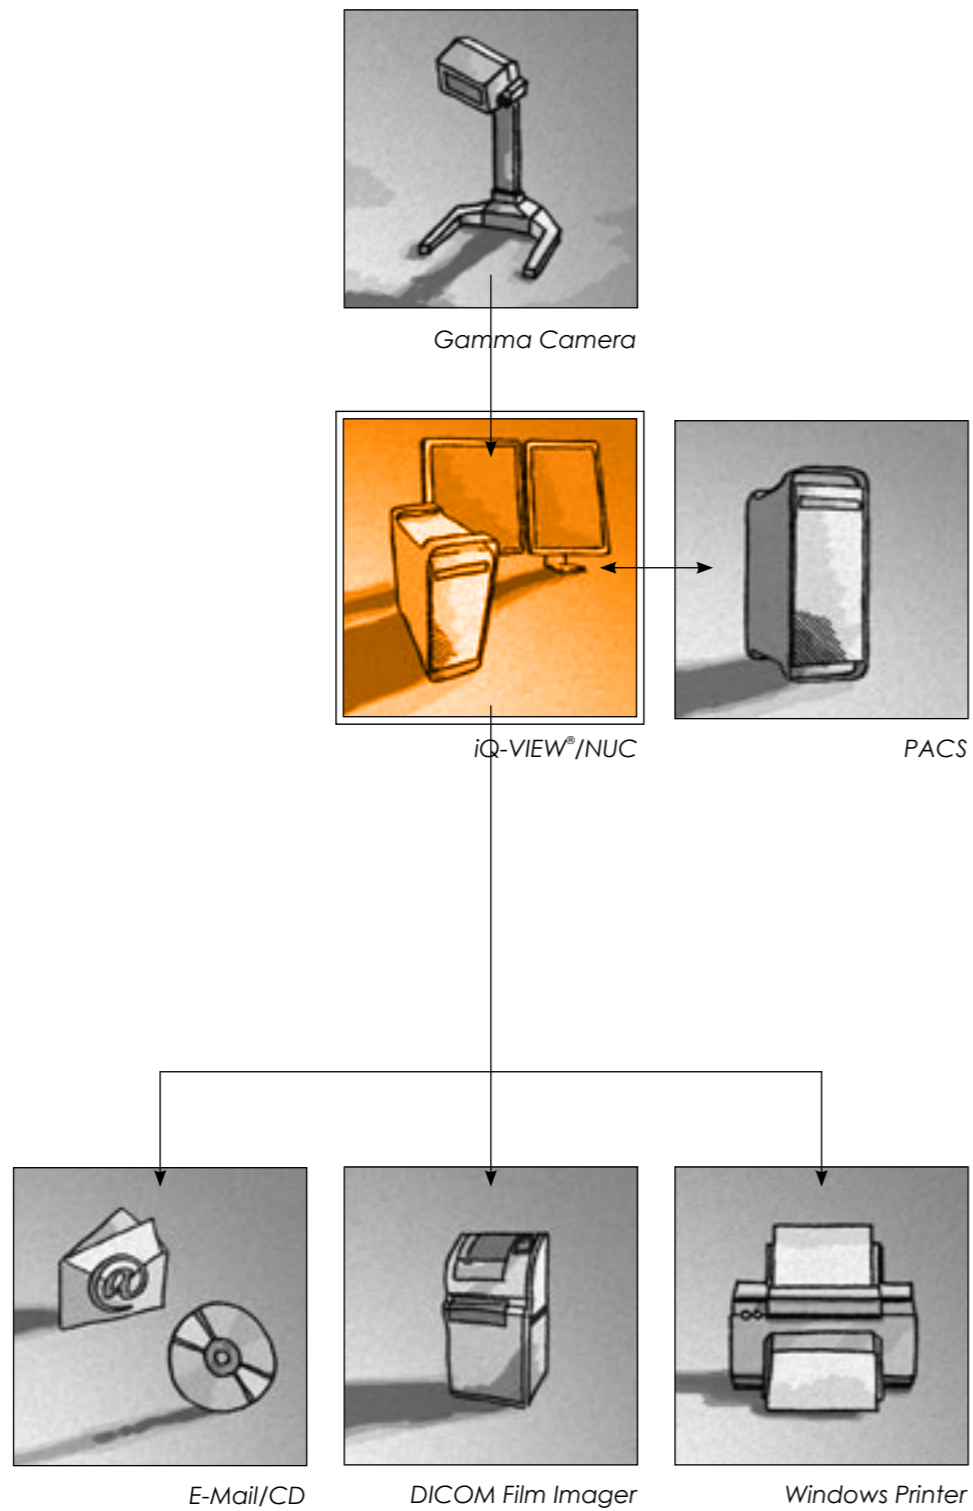 Gamma Camera
iQ-VIEW®/NUC
PACS
@
E-Mail/CD
DICOM Film Imager
Windows Printer